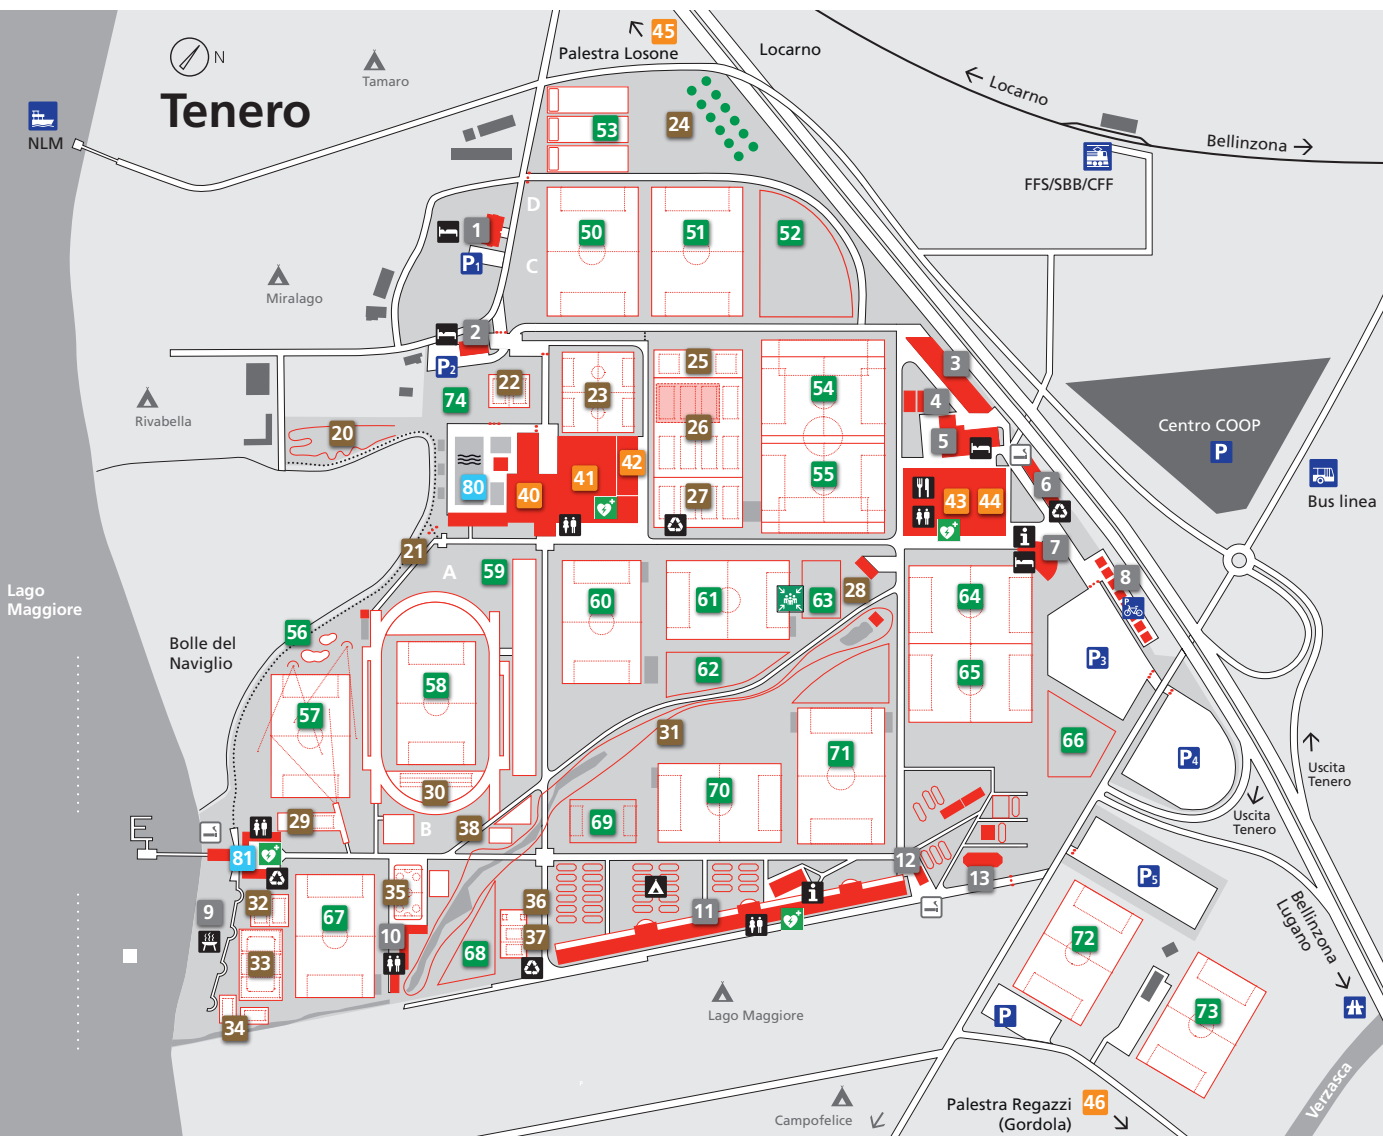 45
Palestra Losone
Locarno
N
Tamaro
Tenero
Locarno
NLM
53
24
Bellinzona
FFS/SBB/CFF
D
1
50
51
52
P1
C
Miralago
2
3
P2
25
22
23
54
74
4
Rivabella
26
Centro COOP
P
20
5
42
41
55
6
80
40
27
43
44
Bus linea
21
7
A
59
8
P
28
Lago
Maggiore
60
61
63
64
56
Bolle del
Naviglio
P3
62
65
58
57
31
66
71
P4
Uscita
Tenero
30
70
Uscita
Tenero
29
69
B
38
81
12
13
P5
35
36
Bellinzona
Lugano
32
9
67
11
10
37
72
68
33
73
34
Lago Maggiore
P
Verzasca
Campofelice
Palestra Regazzi
(Gordola)
46